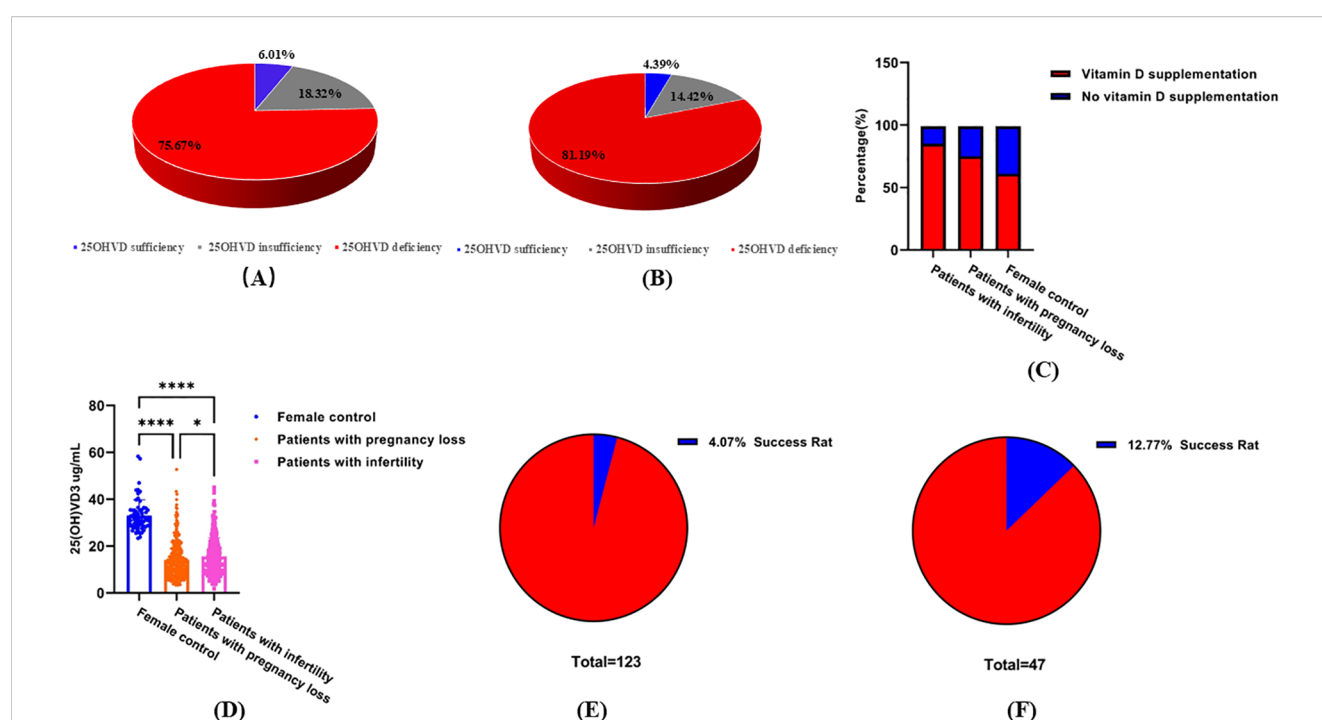 6.01%
18.32%
75.67%
25OHVD sufficiency 25OHVD insufficiency 25OHVD deficiency
(A)
4.39%
14.42%
81.19%
25OHVD sufficiency 25OHVD insufficiency 25OHVD deficiency
(B)
150
100
50
0
Percentage(%)
Vitamin D supplementation
No vitamin D supplementation
Patients with infertility
Patients with pregnancy loss
Female control
(C)
80
60
40
20
0
25(OH)VD3 ug/mL
****
**** *
Female control
Patients with pregnancy loss
Patients with infertility
Female control
Patients with pregnancy loss
Patients with infertility
(D)
4.07% Success Rat
Total=123
(E)
12.77% Success Rat
Total=47
(F)